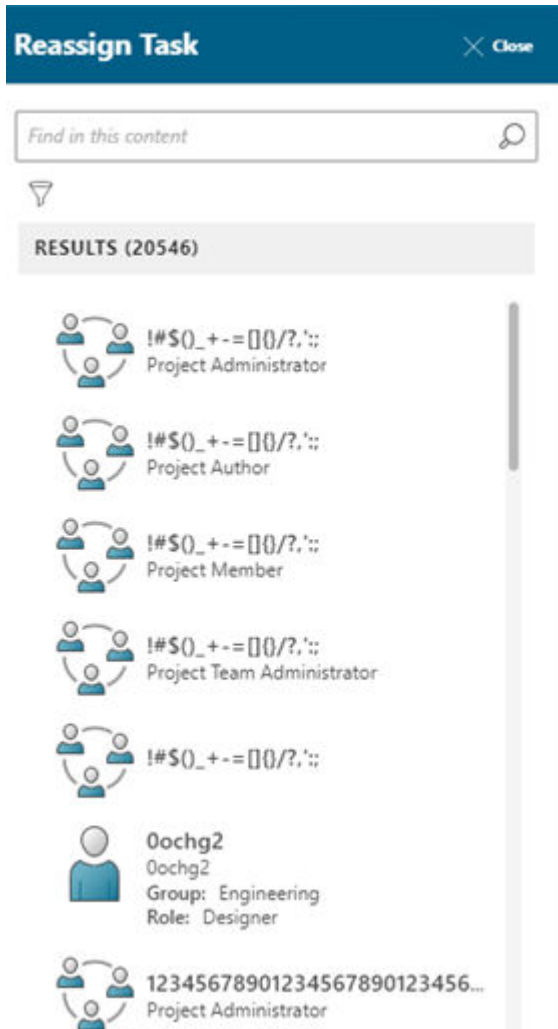 Reassign Task
Close
Find in this content
RESULTS (20546)
!#$()_+-=[]{}/?,':;
Project Administrator
!#$()_+-=[]{}/?,':;
Project Author
!#$()_+-=[]{}/?,':;
Project Member
!#$()_+-=[]{}/?,':;
Project Team Administrator
!#$()_+-=[]{}/?,':;
0ochg2
0ochg2
Group: Engineering
Role: Designer
12345678901234567890123456...
Project Administrator